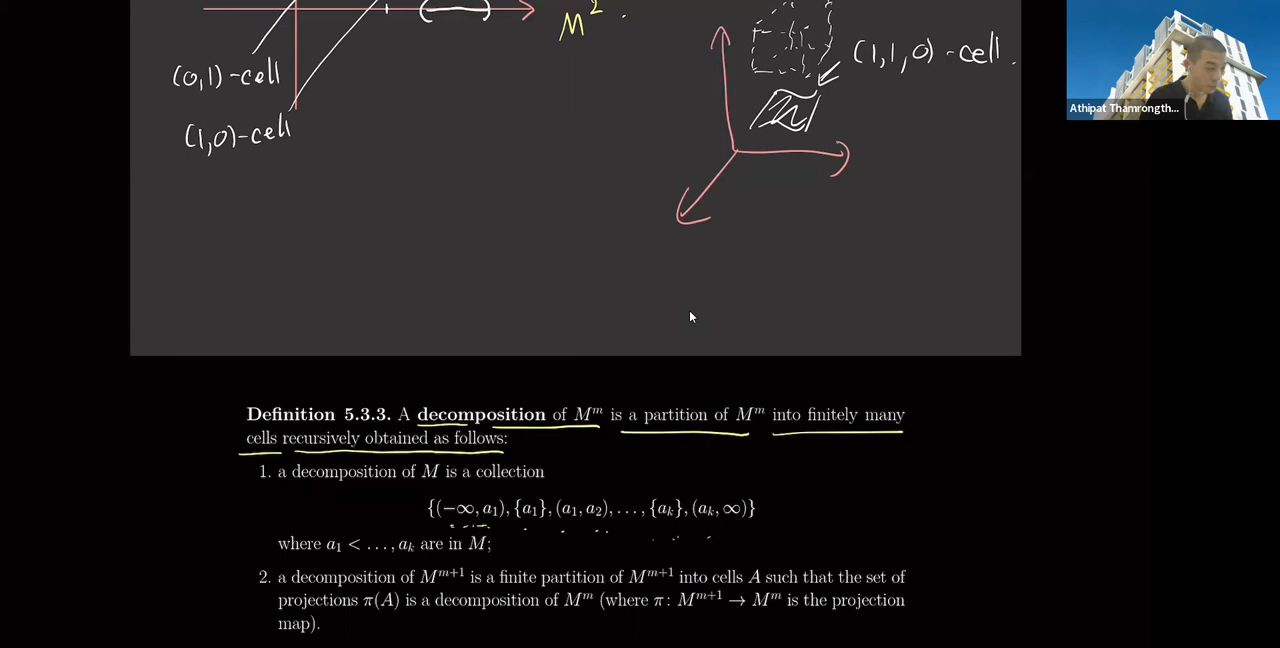 M²
(0,1)-cell
(1,0)-cell
(1,1,0)-cell.
Athipat Thamrongth...
Definition 5.3.3. A decomposition of Mᵐ is a partition of Mᵐ into finitely many
cells recursively obtained as follows:
1. a decomposition of M is a collection
{(−∞, a₁), {a₁}, (a₁, a₂), . . . , {aₖ}, (aₖ, ∞)}
where a₁ < . . . , aₖ are in M;
2. a decomposition of Mᵐ⁺¹ is a finite partition of Mᵐ⁺¹ into cells A such that the set of
projections π(A) is a decomposition of Mᵐ (where π: Mᵐ⁺¹ → Mᵐ is the projection
map).